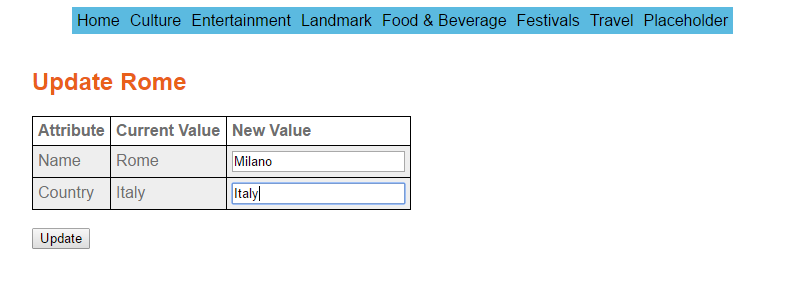 Home Culture Entertainment Landmark Food & Beverage Festivals Travel Placeholder
Update Rome
Attribute Current Value New Value
Name Rome Milano
Country Italy Italy
Update